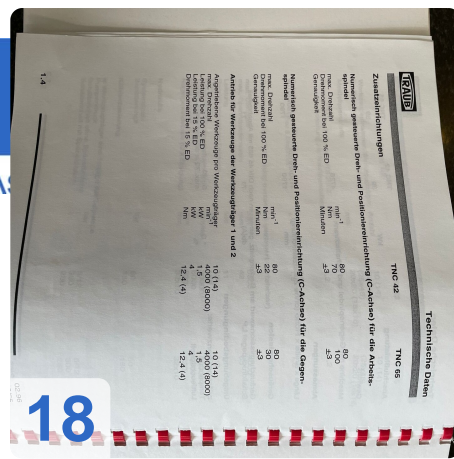 TRAUB
Technische Daten
TNC 42 TNC 65
Zusatzeinrichtungen
Numerisch gesteuerte Dreh- und Positioniereinrichtung (C-Achse) für die Arbeits-
spindel
max. Drehzahl min⁻¹ 80 80
Drehmoment bei 100 % ED Nm 70 100
Genauigkeit Minuten ±3 ±3
Numerisch gesteuerte Dreh- und Positioniereinrichtung (C-Achse) für die Gegen-
spindel
max. Drehzahl min⁻¹ 80 80
Drehmoment bei 100 % ED Nm 22 30
Genauigkeit Minuten ±3 ±3
Antrieb für Werkzeuge der Werkzeugträger 1 und 2
Angetriebene Werkzeuge pro Werkzeugträger 10 (14) 10 (14)
max. Drehzahl min⁻¹ 4000 (8000) 4000 (8000)
Leistung bei 100 % ED kW 1,5 1,5
Leistung bei 15 % ED kW 4 4
Drehmoment bei 15 % ED Nm 12,4 (4) 12,4 (4)
1.4
18